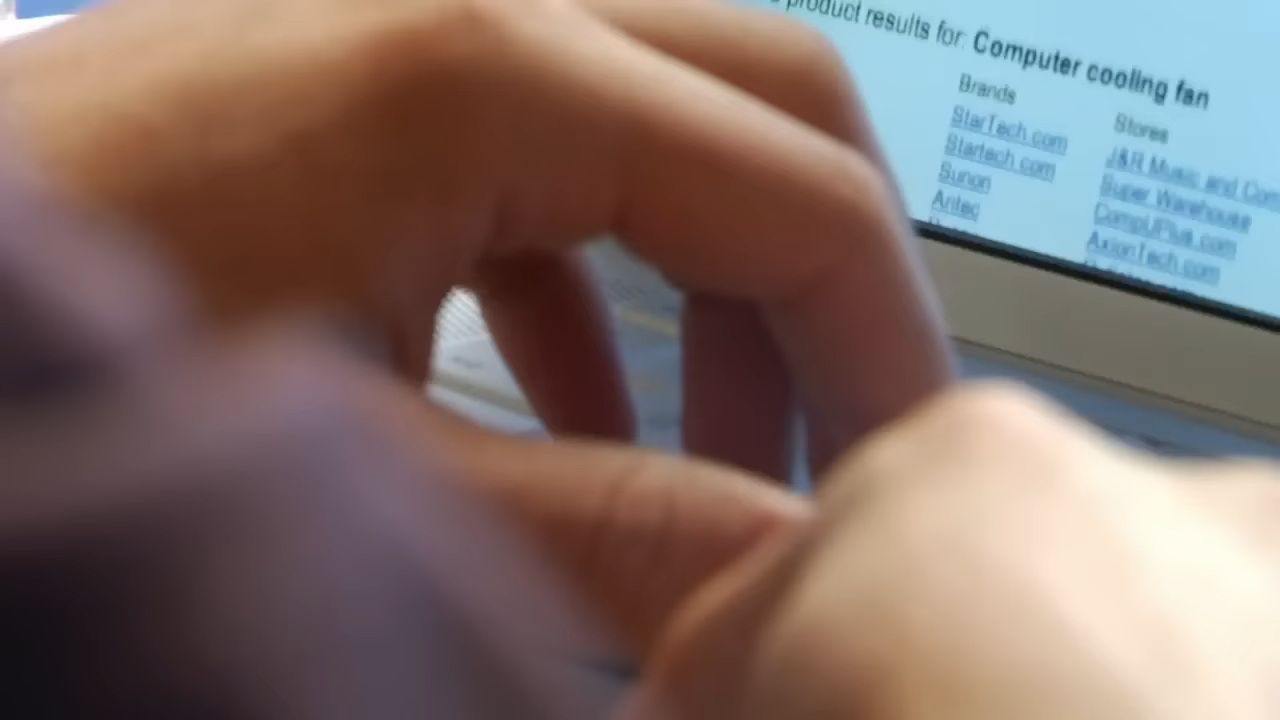 product results for: Computer cooling fan
Brands
StarTech.com
Startech.com
Sunon
Antec
Stores
J&R Music and Com
Super Warehouse
CompUPlus.com
AxionTech.com